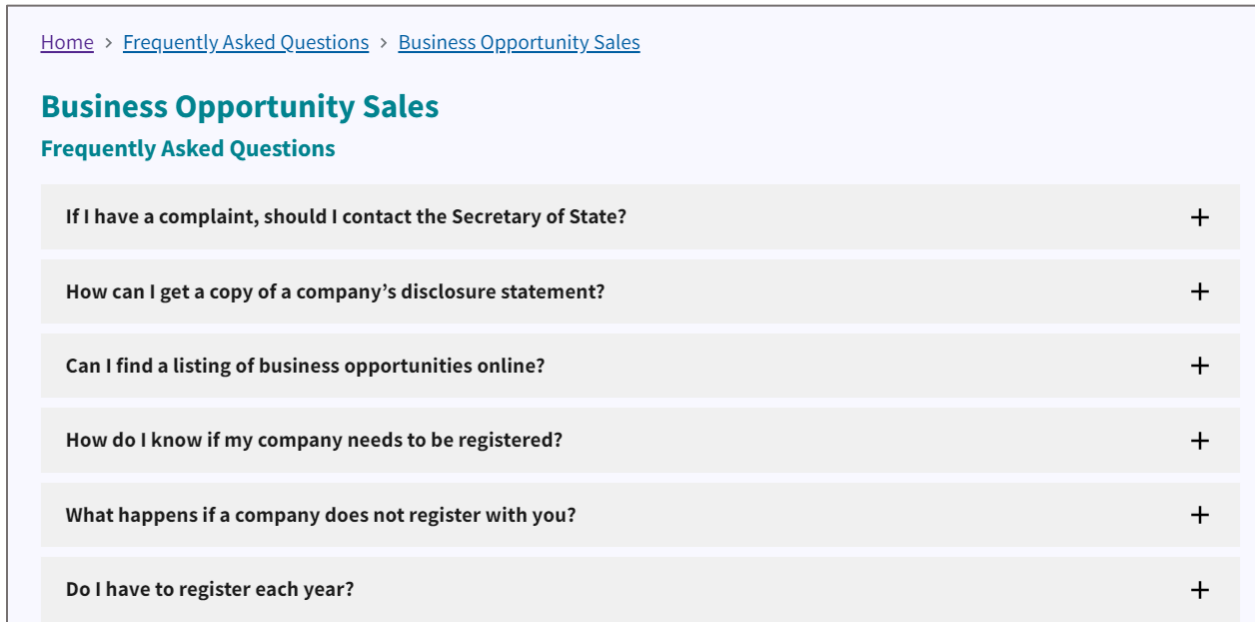 Home > Frequently Asked Questions > Business Opportunity Sales
Business Opportunity Sales
Frequently Asked Questions
If I have a complaint, should I contact the Secretary of State?
How can I get a copy of a company’s disclosure statement?
Can I find a listing of business opportunities online?
How do I know if my company needs to be registered?
What happens if a company does not register with you?
Do I have to register each year?